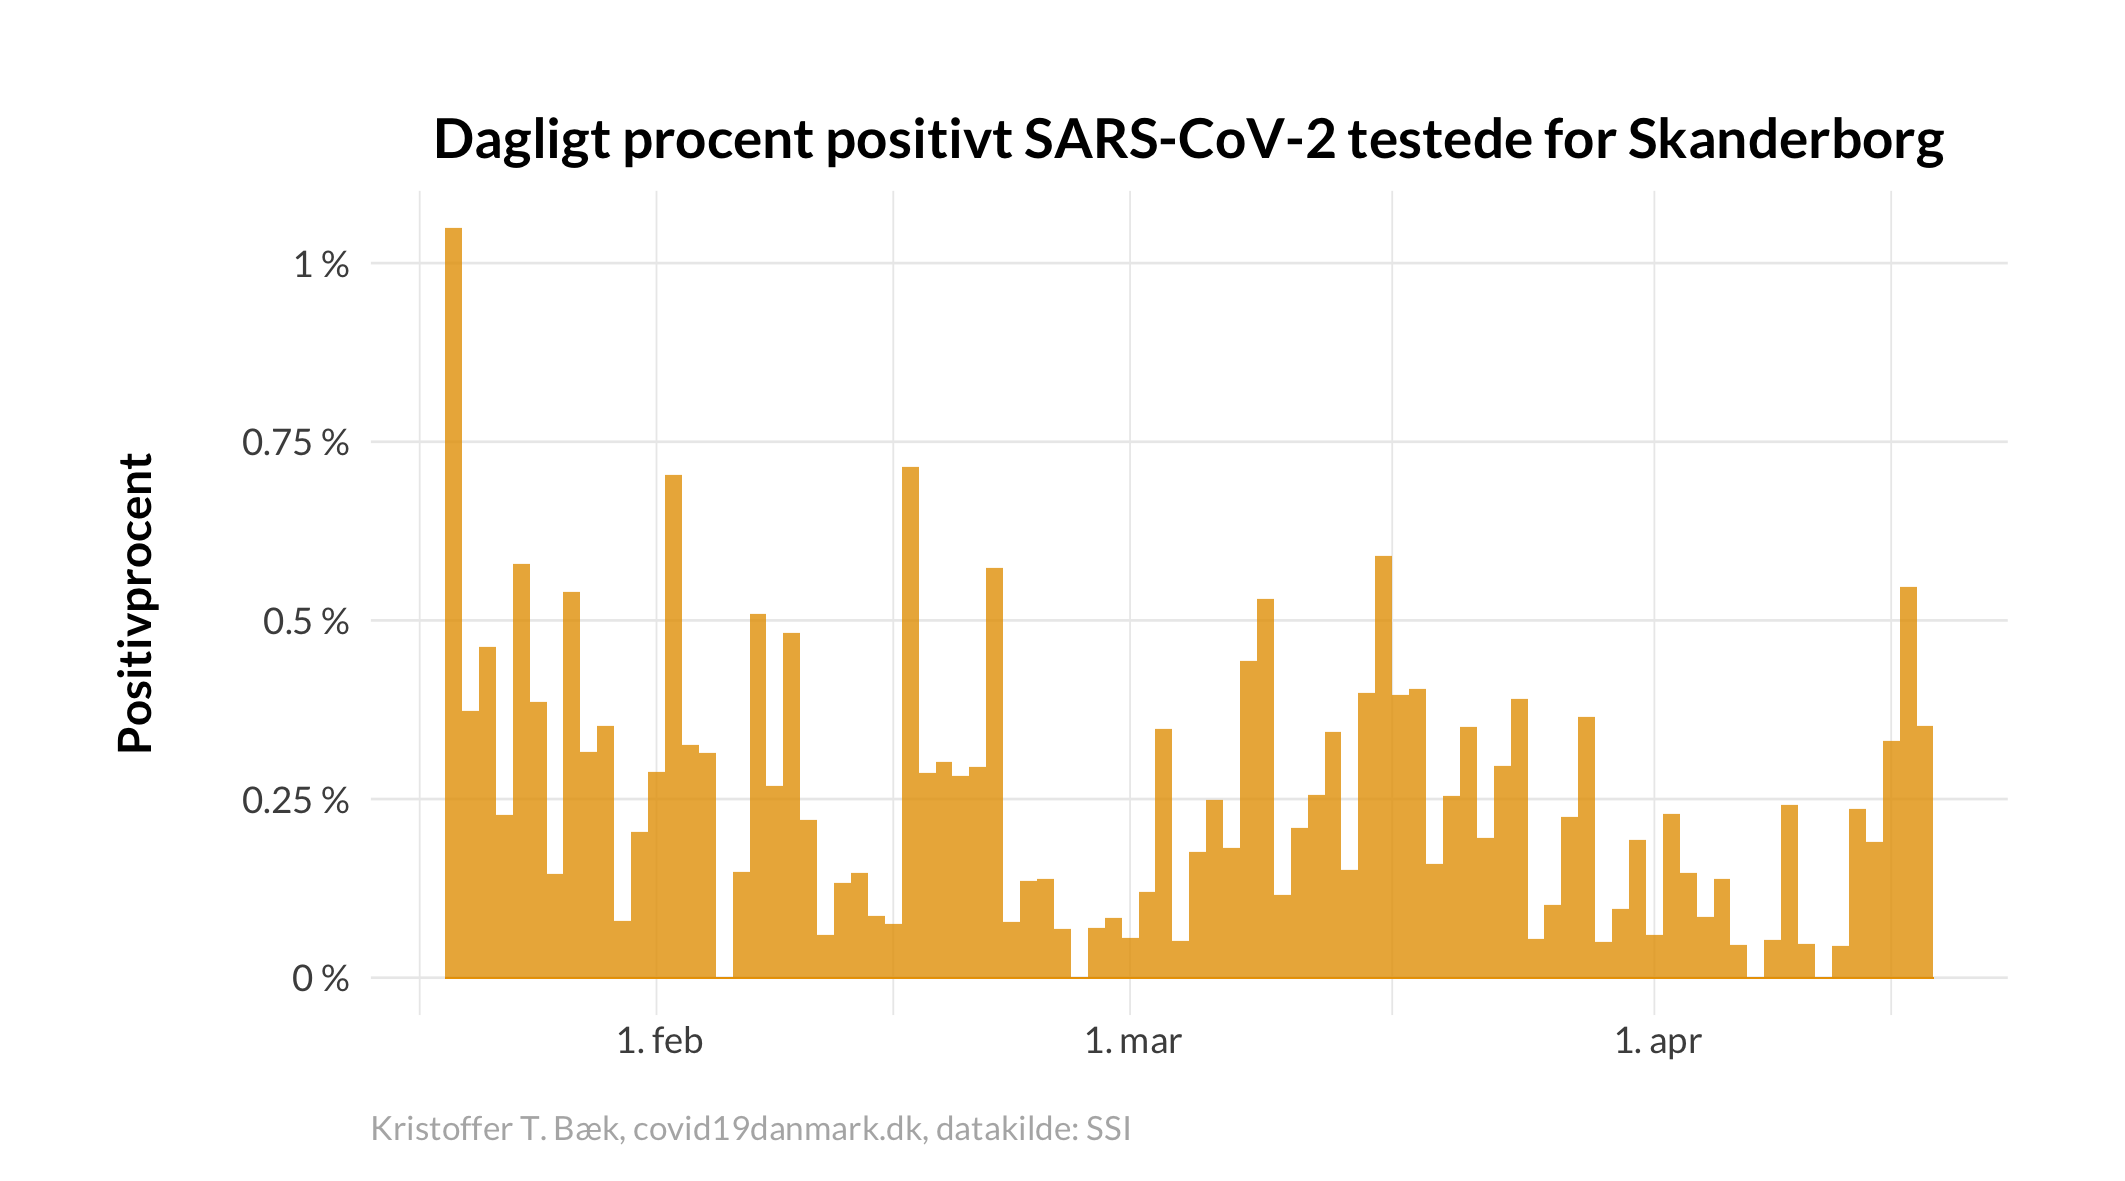 Dagligt procent positivt SARS-CoV-2 testede for Skanderborg
Positivprocent
1 %
0.75 %
0.5 %
0.25 %
0 %
1. feb
1. mar
1. apr
Kristoffer T. Bæk, covid19danmark.dk, datakilde: SSI